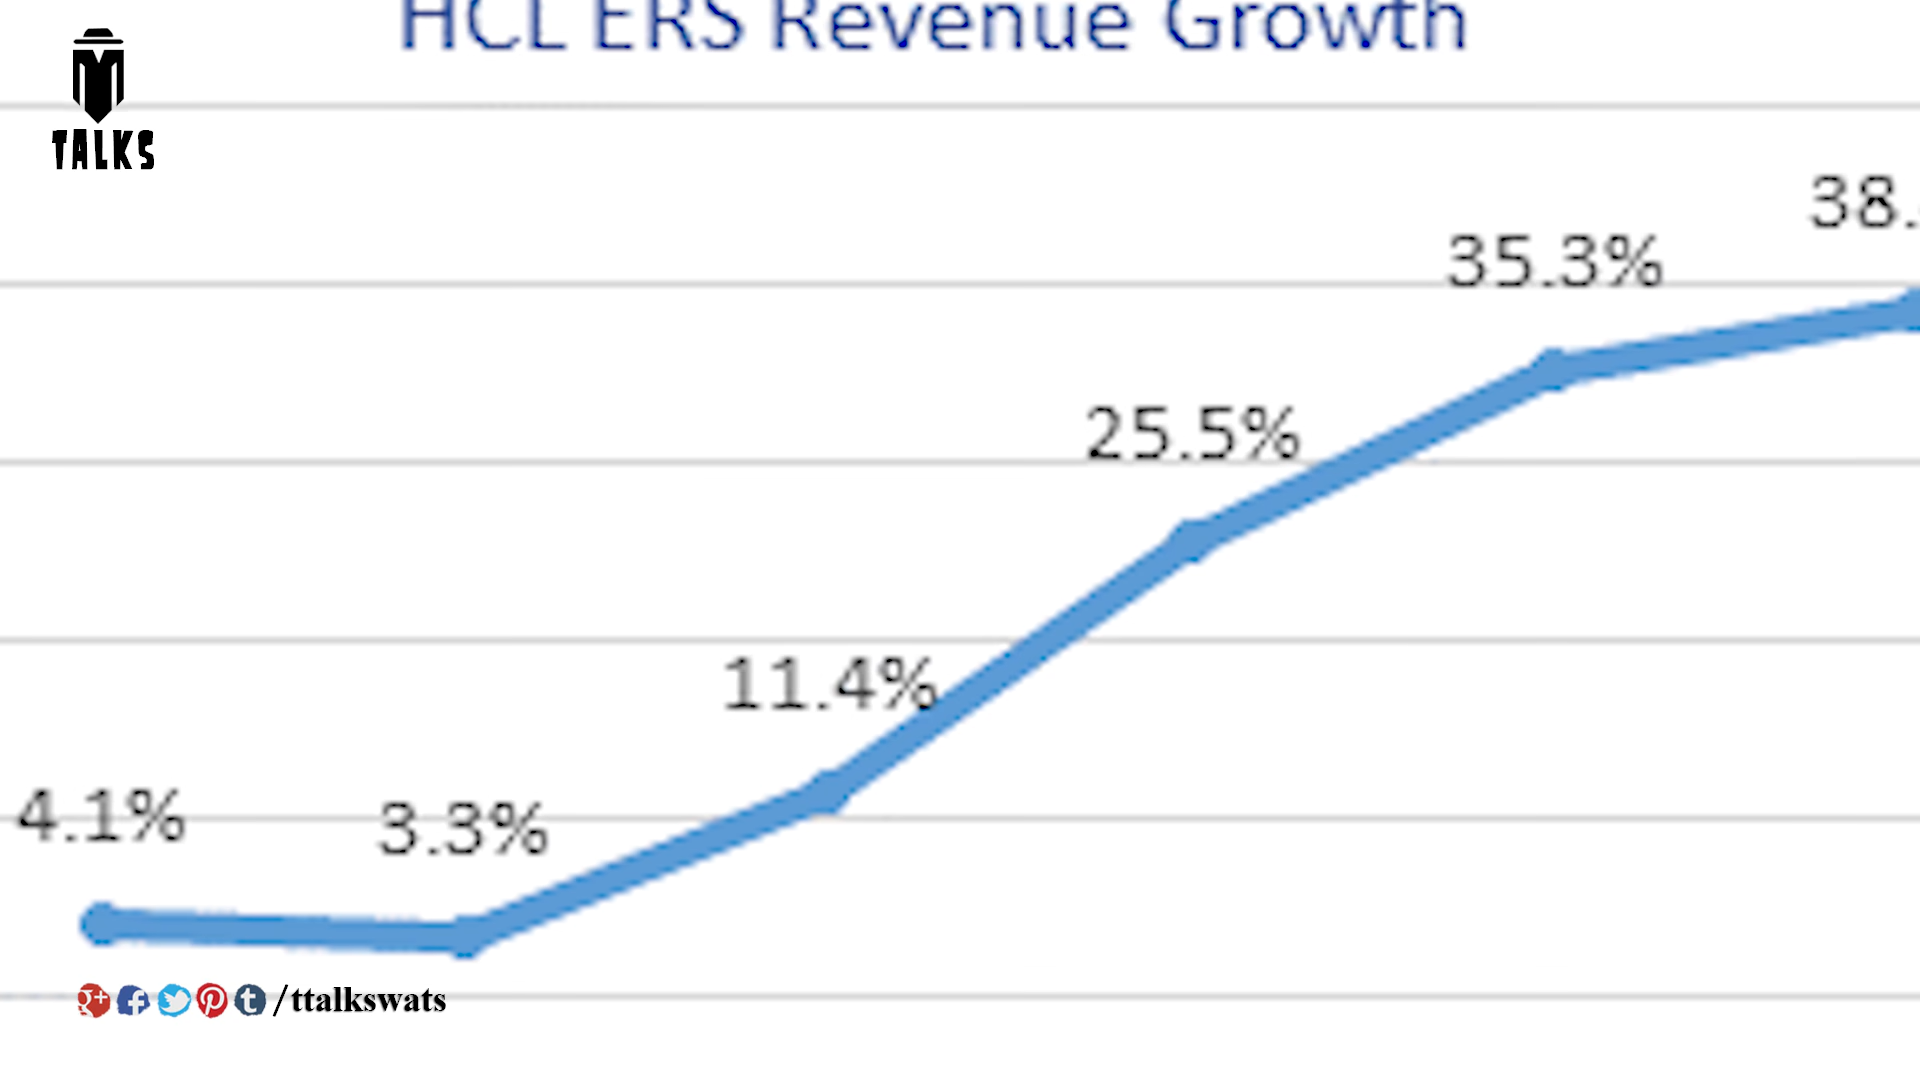 HCL ERS Revenue Growth
TALKS
38.
35.3%
25.5%
11.4%
4.1%
3.3%
/ttalkswats